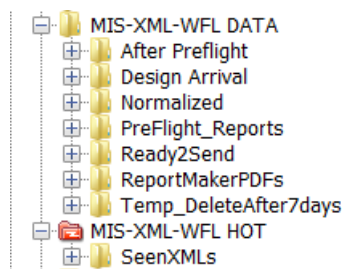 MIS-XML-WFL DATA
After Preflight
Design Arrival
Normalized
PreFlight_Reports
Ready2Send
ReportMakerPDFs
Temp_DeleteAfter7days
MIS-XML-WFL HOT
SeenXMLs